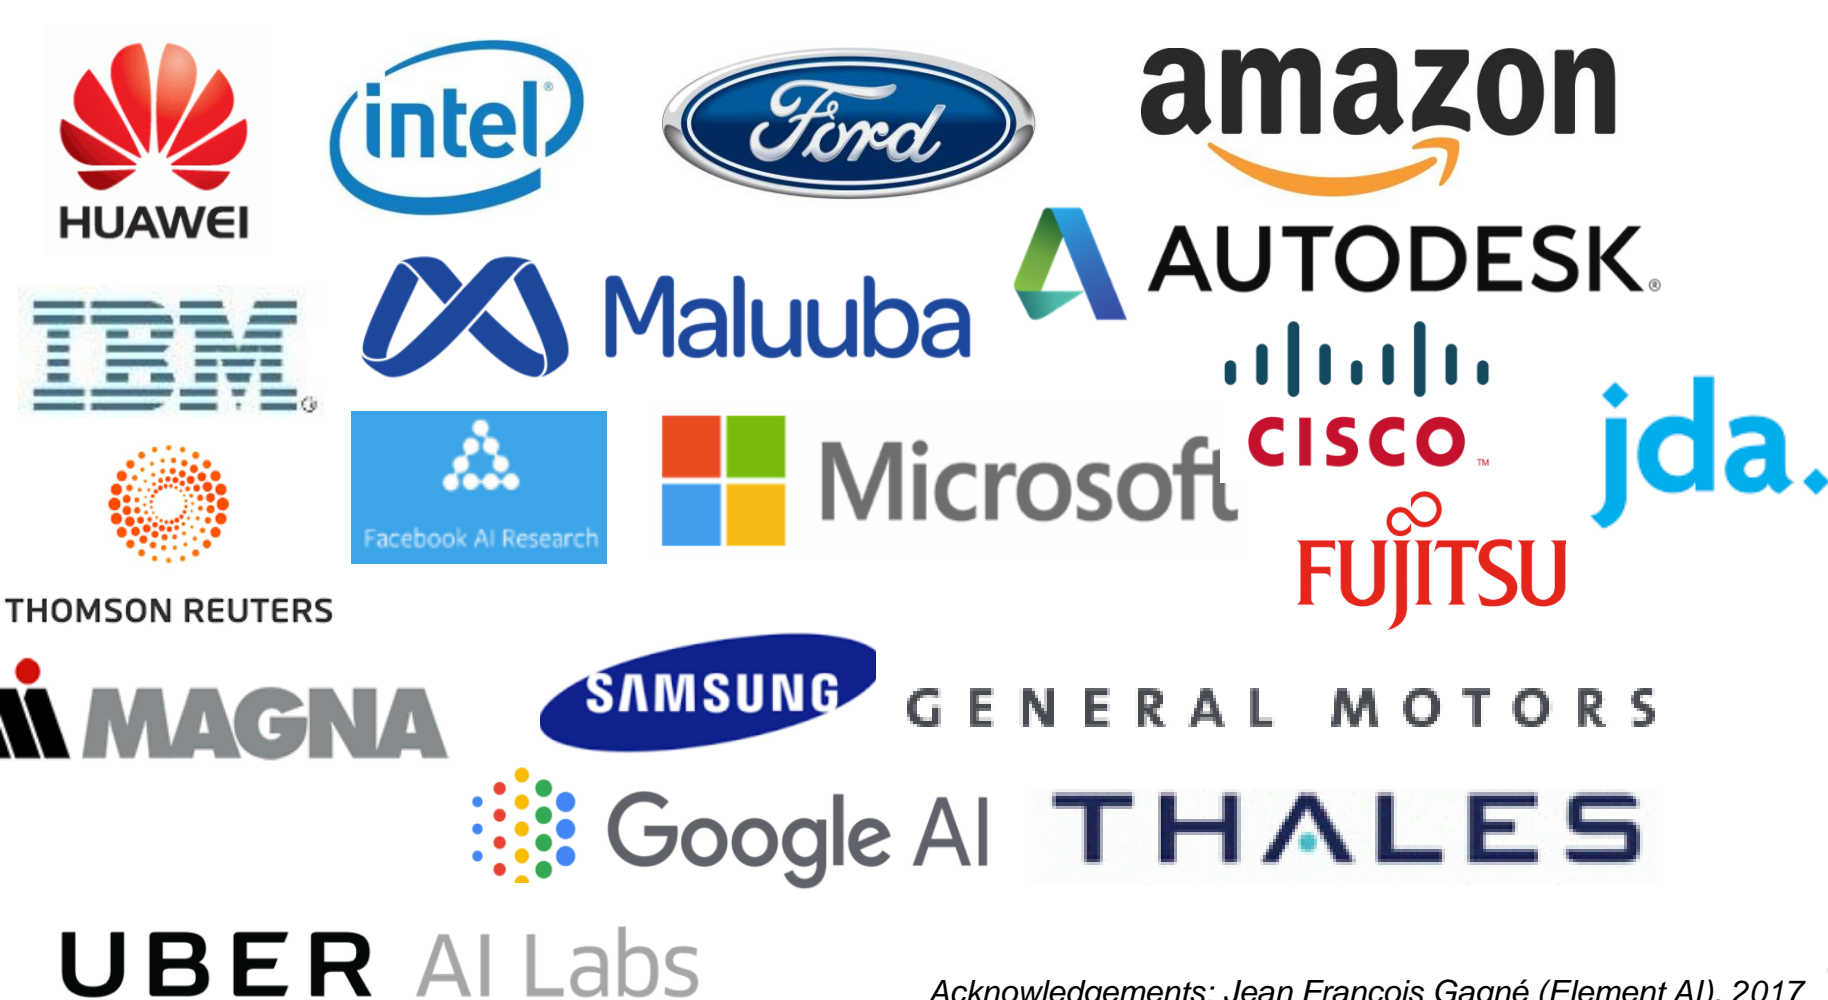 HUAWEI
intel®
Ford
amazon
AUTODESK®
IBM®
Maluuba
CISCO™
jda.
Facebook AI Research
Microsoft
FUJITSU
THOMSON REUTERS
MAGNA
SAMSUNG
GENERAL MOTORS
Google AI
THALES
UBER AI Labs
Acknowledgements: Jean Francois Gagné (Element AI), 2017